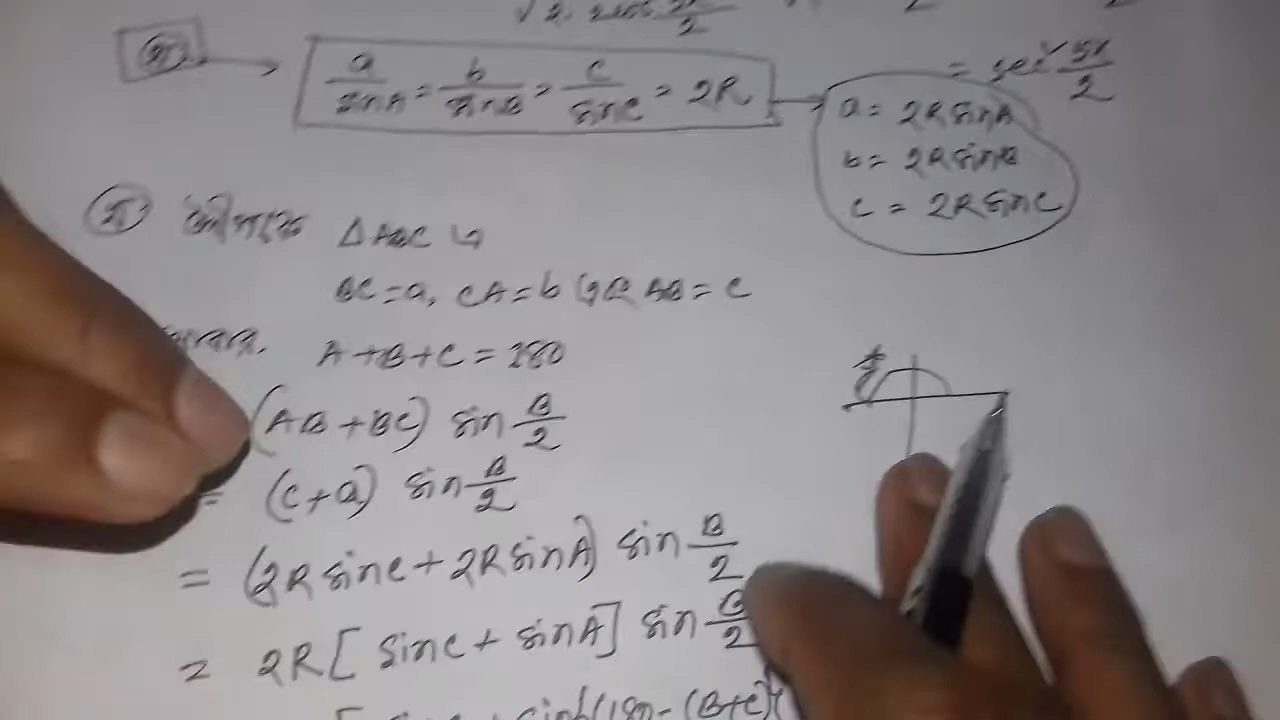 = sec² 5x/2
a/sinA = b/sinB = c/sinC = 2R
a = 2R sinA
b = 2R sinB
c = 2R sinC
ΔABC এ
BC = a, CA = b এবং AB = c
A + B + C = 180
(AB + BC) sin B/2
= (c + a) sin B/2
= (2R sinC + 2R sinA) sin B/2
= 2R [ sinC + sinA ] sin B/2